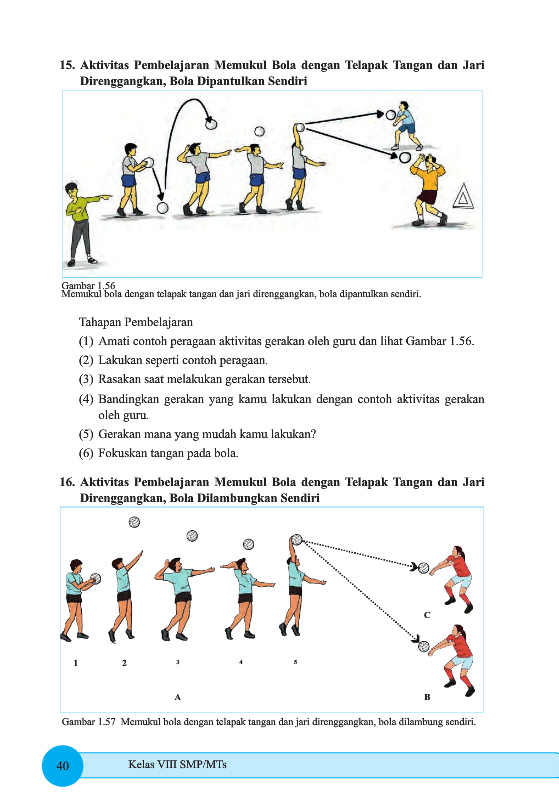 15. Aktivitas Pembelajaran Memukul Bola dengan Telapak Tangan dan Jari
Direnggangkan, Bola Dipantulkan Sendiri
Gambar 1.56
Memukul bola dengan telapak tangan dan jari direnggangkan, bola dipantulkan sendiri.
Tahapan Pembelajaran
(1) Amati contoh peragaan aktivitas gerakan oleh guru dan lihat Gambar 1.56.
(2) Lakukan seperti contoh peragaan.
(3) Rasakan saat melakukan gerakan tersebut.
(4) Bandingkan gerakan yang kamu lakukan dengan contoh aktivitas gerakan
oleh guru.
(5) Gerakan mana yang mudah kamu lakukan?
(6) Fokuskan tangan pada bola.
16. Aktivitas Pembelajaran Memukul Bola dengan Telapak Tangan dan Jari
Direnggangkan, Bola Dilambungkan Sendiri
C
1 2 3 4 5
A B
Gambar 1.57 Memukul bola dengan telapak tangan dan jari direnggangkan, bola dilambung sendiri.
40 Kelas VIII SMP/MTs